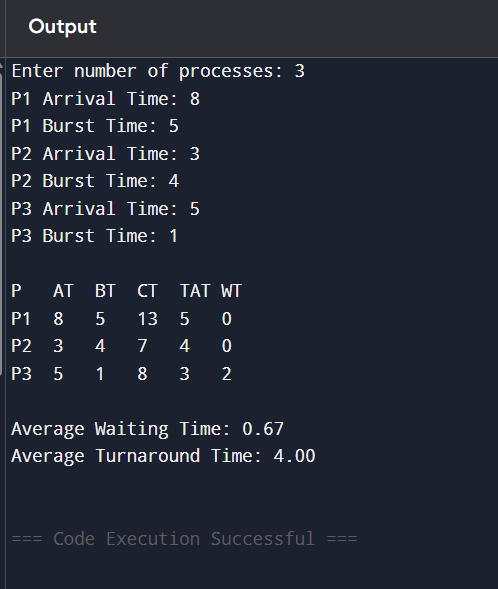 Output
Enter number of processes: 3
P1 Arrival Time: 8
P1 Burst Time: 5
P2 Arrival Time: 3
P2 Burst Time: 4
P3 Arrival Time: 5
P3 Burst Time: 1
P AT BT CT TAT WT
P1 8 5 13 5 0
P2 3 4 7 4 0
P3 5 1 8 3 2
Average Waiting Time: 0.67
Average Turnaround Time: 4.00
=== Code Execution Successful ===